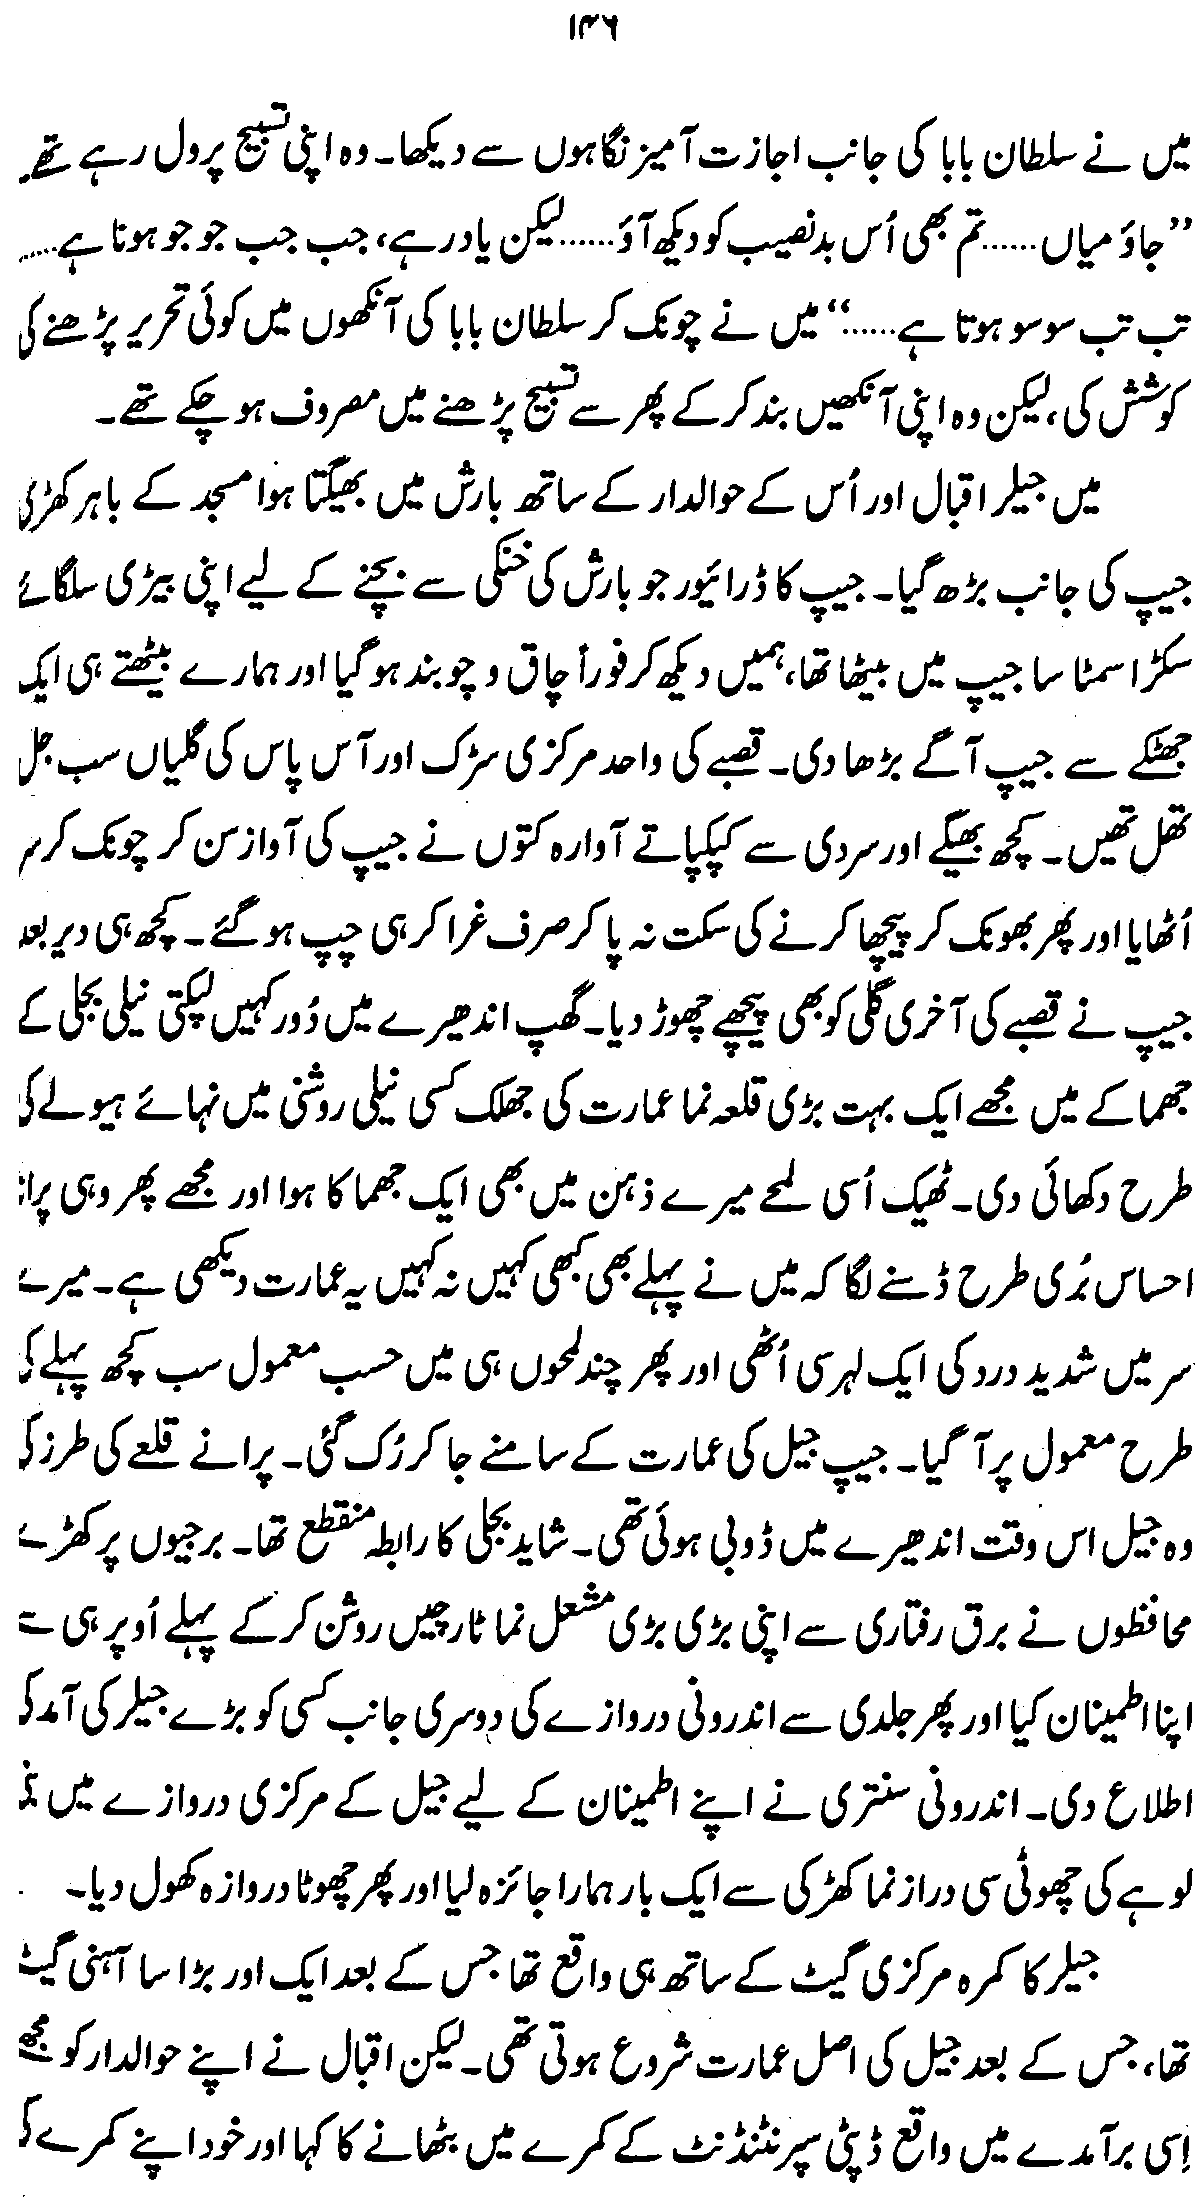 ۱۴۶
میں نے سلطان بابا کی جانب اجازت آمیز نگاہوں سے دیکھا۔ وہ اپنی تسبیح پر ول رہے تھے
”جاؤ میاں......تم بھی اُس بدنصیب کو دیکھ آؤ......لیکن یاد رہے، جب جب جو جو ہونا ہے.....
تب تب سو سو ہوتا ہے......“ میں نے چونک کر سلطان بابا کی آنکھوں میں کوئی تحریر پڑھنے کی
کوشش کی، لیکن وہ اپنی آنکھیں بند کر کے پھر سے تسبیح پڑھنے میں مصروف ہو چکے تھے۔
میں جیلر اقبال اور اُس کے حوالدار کے ساتھ بارش میں بھیگتا ہوا مسجد کے باہر کھڑی
جیپ کی جانب بڑھ گیا۔ جیپ کا ڈرائیور جو بارش کی خنکی سے بچنے کے لیے اپنی بیڑی سلگائے
سکڑا سمٹا سا جیپ میں بیٹھا تھا، ہمیں دیکھ کر فوراً چاق و چوبند ہو گیا اور ہمارے بیٹھتے ہی ایک
جھٹکے سے جیپ آگے بڑھا دی۔ قصبے کی واحد مرکزی سڑک اور آس پاس کی گلیاں سب جل
تھل تھیں۔ کچھ بھیگے اور سردی سے کپکپاتے آوارہ کتوں نے جیپ کی آواز سن کر چونک کر سر
اُٹھایا اور پھر بھونک کر پیچھا کرنے کی سکت نہ پا کر صرف غرا کر ہی چپ ہو گئے۔ کچھ ہی دیر بعد
جیپ نے قصبے کی آخری گلی کو بھی پیچھے چھوڑ دیا۔ گھپ اندھیرے میں دُور کہیں لپکتی نیلی بجلی کے
جھماکے میں مجھے ایک بہت بڑی قلعہ نما عمارت کی جھلک کسی نیلی روشنی میں نہائے ہیولے کی
طرح دکھائی دی۔ ٹھیک اُسی لمحے میرے ذہن میں بھی ایک جھماکا ہوا اور مجھے پھر وہی پرانا
احساس بُری طرح ڈسنے لگا کہ میں نے پہلے بھی کبھی کہیں نہ کہیں یہ عمارت دیکھی ہے۔ میرے
سر میں شدید درد کی ایک لہر سی اُٹھی اور پھر چند لمحوں ہی میں حسب معمول سب کچھ پہلے کی
طرح معمول پر آ گیا۔ جیپ جیل کی عمارت کے سامنے جا کر رُک گئی۔ پرانے قلعے کی طرز کی
وہ جیل اس وقت اندھیرے میں ڈوبی ہوئی تھی۔ شاید بجلی کا رابطہ منقطع تھا۔ برجیوں پر کھڑے
محافظوں نے برق رفتاری سے اپنی بڑی بڑی مشعل نما ٹارچیں روشن کر کے پہلے اُوپر ہی سے
اپنا اطمینان کیا اور پھر جلدی سے اندرونی دروازے کی دوسری جانب کسی کو بڑے جیلر کی آمد کی
اطلاع دی۔ اندرونی سنتری نے اپنے اطمینان کے لیے جیل کے مرکزی دروازے میں
لوہے کی چھوٹی سی دراز نما کھڑکی سے ایک بار ہمارا جائزہ لیا اور پھر چھوٹا دروازہ کھول دیا۔
جیلر کا کمرہ مرکزی گیٹ کے ساتھ ہی واقع تھا جس کے بعد ایک اور بڑا سا آہنی گیٹ
تھا، جس کے بعد جیل کی اصل عمارت شروع ہوتی تھی۔ لیکن اقبال نے اپنے حوالدار کو مجھے
اِسی برآمدے میں واقع ڈپٹی سپرنٹنڈنٹ کے کمرے میں بٹھانے کا کہا اور خود اپنے کمرے کی